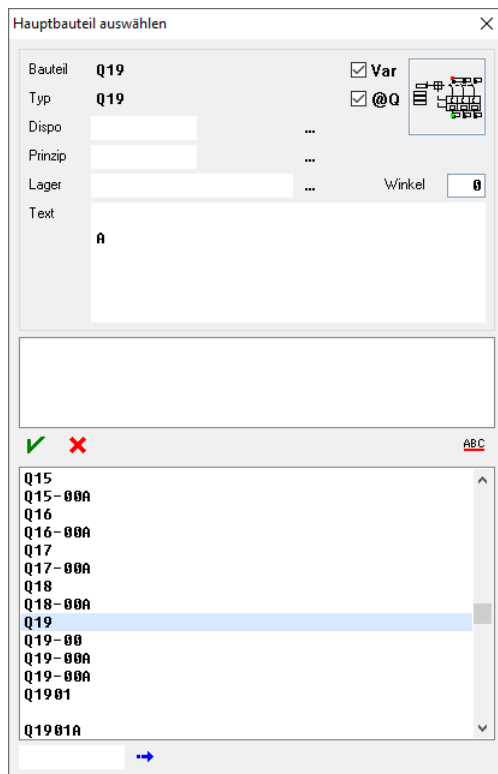 Hauptbauteil auswählen
Bauteil Q19 Var
Typ Q19 @Q
Dispo ...
Prinzip ...
Lager ... Winkel 0
Text
A
ABC
Q15
Q15-00A
Q16
Q16-00A
Q17
Q17-00A
Q18
Q18-00A
Q19
Q19-00
Q19-00A
Q19-00A
Q1901
Q1901A